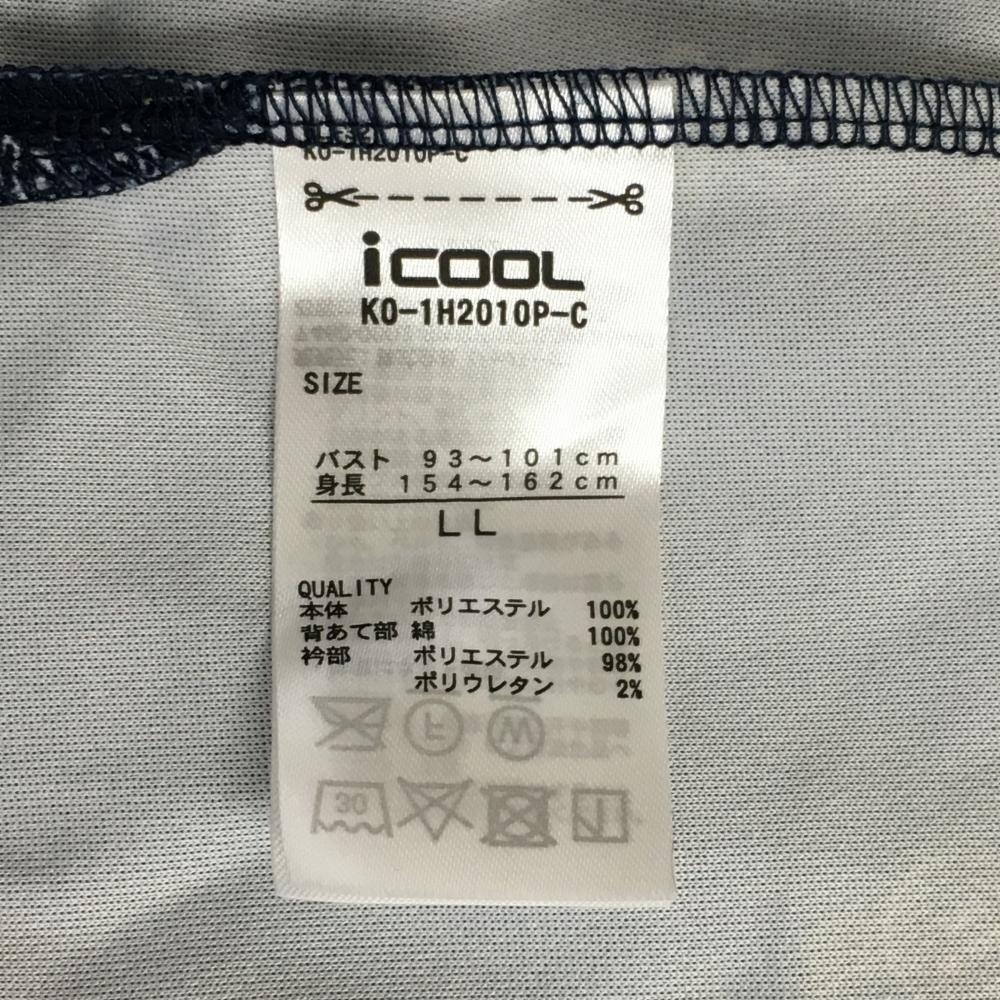 KO-1H2010P-C
iCOOL
KO-1H2010P-C
SIZE
バスト 93～101cm
身長 154～162cm
LL
QUALITY
本体 ポリエステル 100%
背あて部 綿 100%
衿部 ポリエステル 98%
ポリウレタン 2%
F W
30